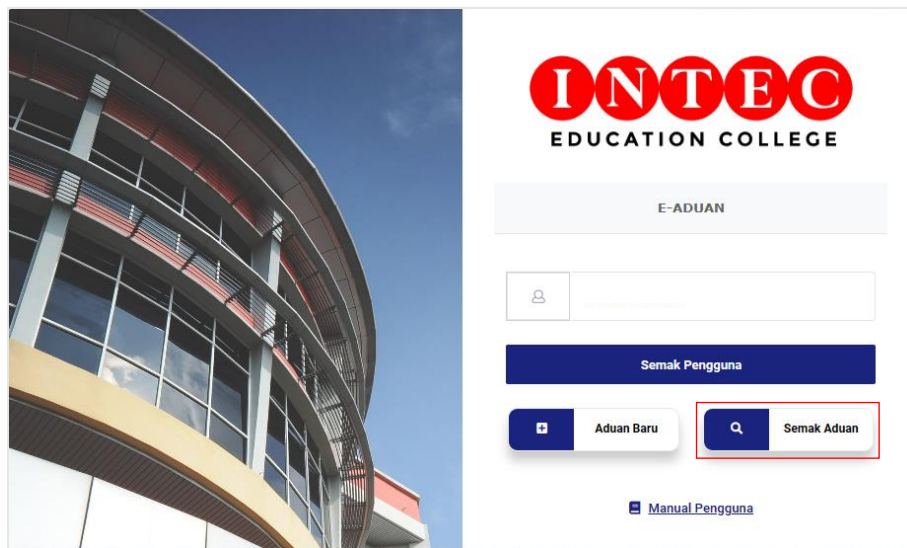 INTEC
EDUCATION COLLEGE
E-ADUAN
Semak Pengguna
Aduan Baru
Semak Aduan
Manual Pengguna